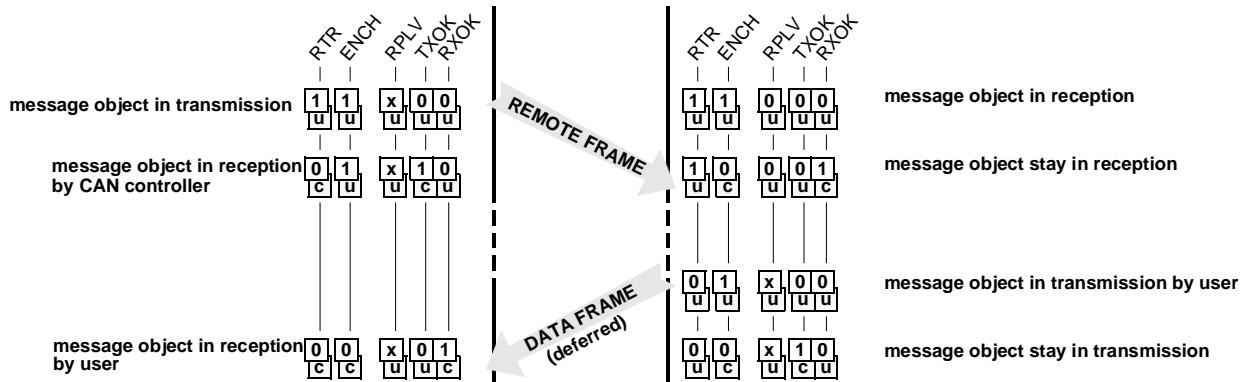 RTR ENCH RPLV TXOK RXOK
RTR ENCH RPLV TXOK RXOK
message object in transmission
1 1 x 0 0
u u u u u
REMOTE FRAME
1 1 0 0 0
u u u u u
message object in reception
message object in reception
by CAN controller
0 1 x 1 0
c u u c u
1 0 0 0 1
u c u u c
message object stay in reception
0 1 x 0 0
u u u u u
message object in transmission by user
DATA FRAME
(deferred)
message object in reception
by user
0 0 x 0 1
c c u u c
0 0 x 1 0
u c u c u
message object stay in transmission